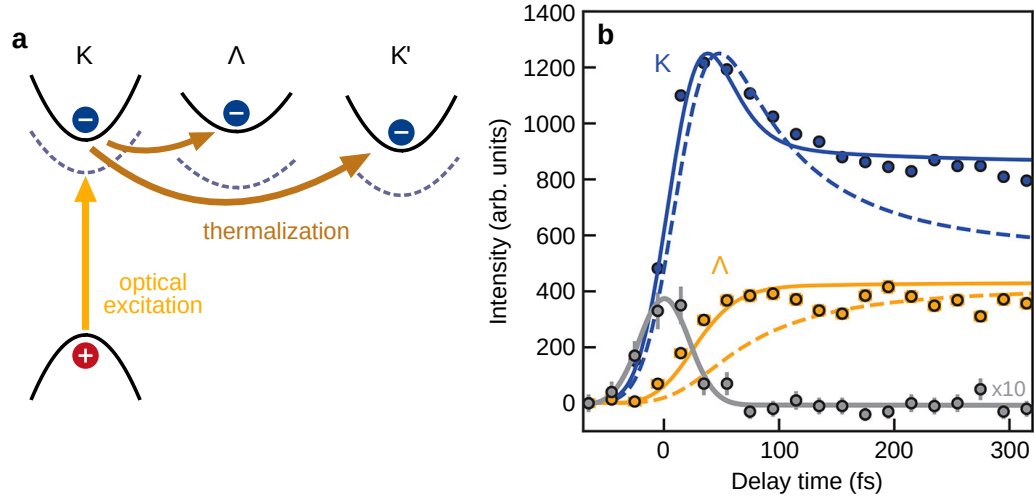 a
K Λ K'
− − −
thermalization
optical
excitation
+
b
Intensity (arb. units)
1400
1200
1000
800
600
400
200
0
K
Λ
x10
0 100 200 300
Delay time (fs)